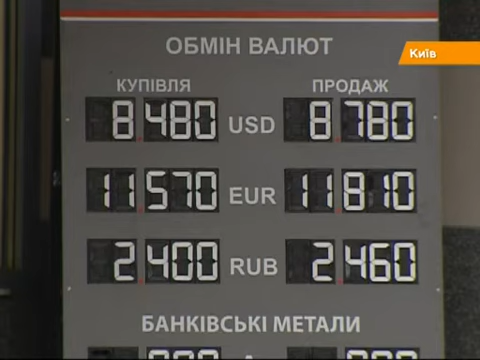 ОБМІН ВАЛЮТ
Київ
КУПІВЛЯ ПРОДАЖ
8.480 USD 8.780
11.570 EUR 11.810
2.400 RUB 2.460
БАНКІВСЬКІ МЕТАЛИ